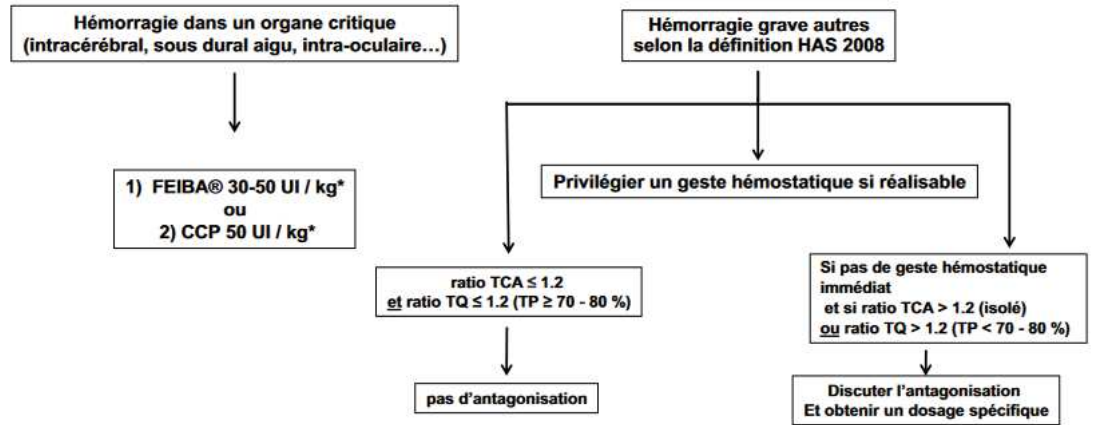 Hémorragie dans un organe critique
(intracérébral, sous dural aigu, intra-oculaire…)
Hémorragie grave autres
selon la définition HAS 2008
1) FEIBA® 30-50 UI / kg*
ou
2) CCP 50 UI / kg*
Privilégier un geste hémostatique si réalisable
ratio TCA ≤ 1.2
et ratio TQ ≤ 1.2 (TP ≥ 70 - 80 %)
Si pas de geste hémostatique
immédiat
et si ratio TCA > 1.2 (isolé)
ou ratio TQ > 1.2 (TP < 70 - 80 %)
pas d'antagonisation
Discuter l'antagonisation
Et obtenir un dosage spécifique